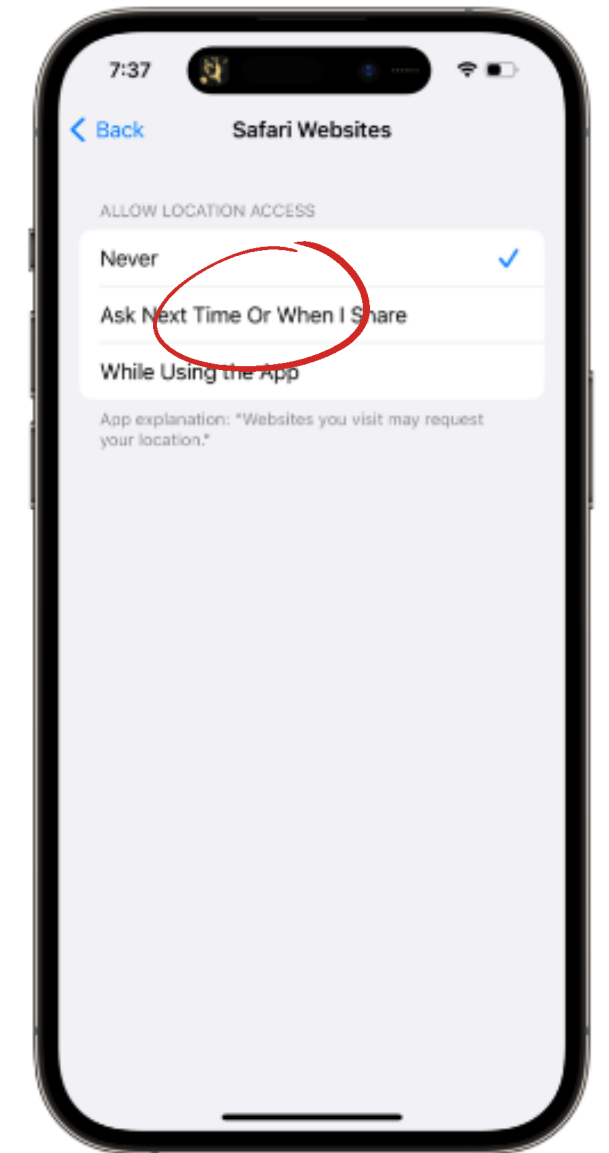 7:37
Back
Safari Websites
ALLOW LOCATION ACCESS
Never
Ask Next Time Or When I Share
While Using the App
App explanation: "Websites you visit may request
your location."